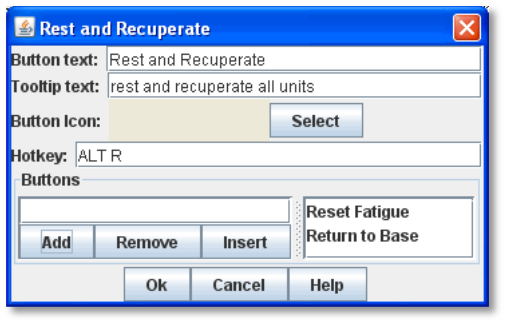 Rest and Recuperate
Button text: Rest and Recuperate
Tooltip text: rest and recuperate all units
Button Icon: Select
Hotkey: ALT R
Buttons
Reset Fatigue
Return to Base
Add Remove Insert
Ok Cancel Help